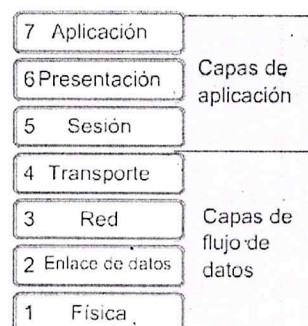 7 Aplicación
6 Presentación
5 Sesión
Capas de
aplicación
4 Transporte
3 Red
2 Enlace de datos
1 Física
Capas de
flujo de
datos